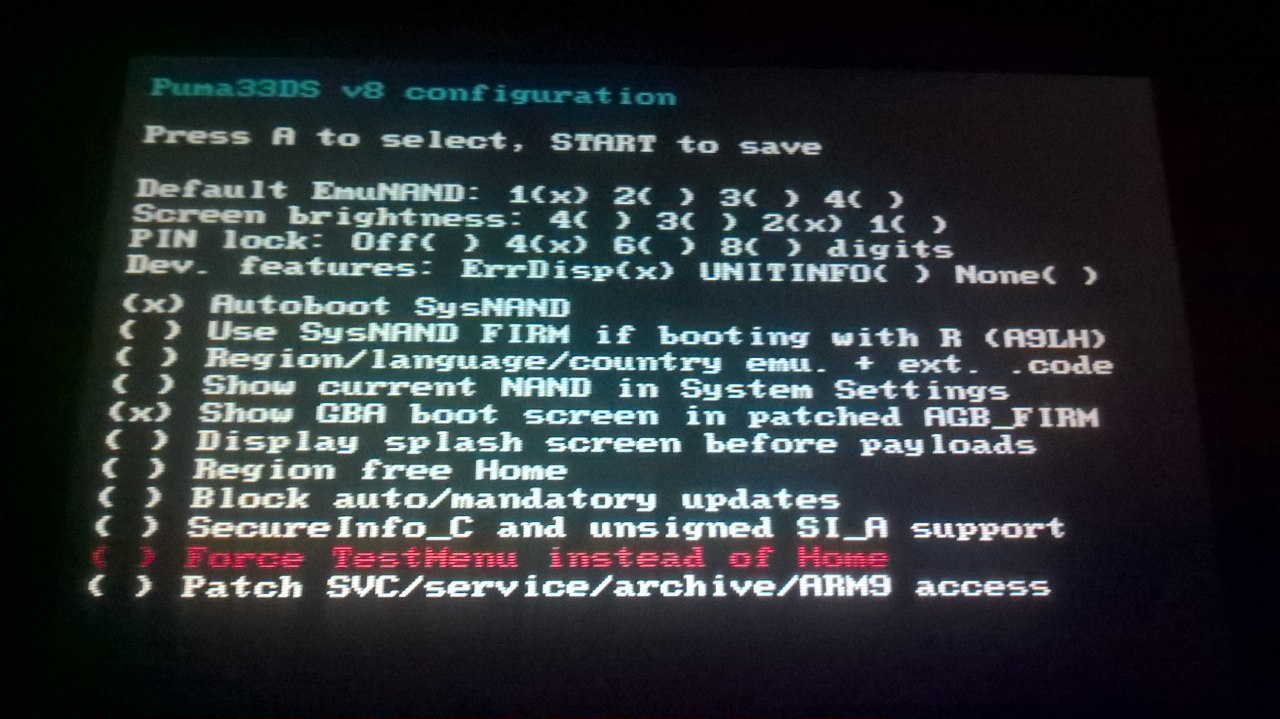 Puma33DS v8 configuration
Press A to select, START to save
Default EmuNAND: 1(x) 2( ) 3( ) 4( )
Screen brightness: 4( ) 3( ) 2(x) 1( )
PIN lock: Off( ) 4(x) 6( ) 8( ) digits
Dev. features: ErrDisp(x) UNITINFO( ) None( )
(x) Autoboot SysNAND
( ) Use SysNAND FIRM if booting with R (A9LH)
( ) Region/language/country emu. + ext. .code
( ) Show current NAND in System Settings
(x) Show GBA boot screen in patched AGB_FIRM
( ) Display splash screen before payloads
( ) Region free Home
( ) Block auto/mandatory updates
( ) SecureInfo_C and unsigned SI_A support
( ) Force TestMenu instead of Home
( ) Patch SVC/service/archive/ARM9 access